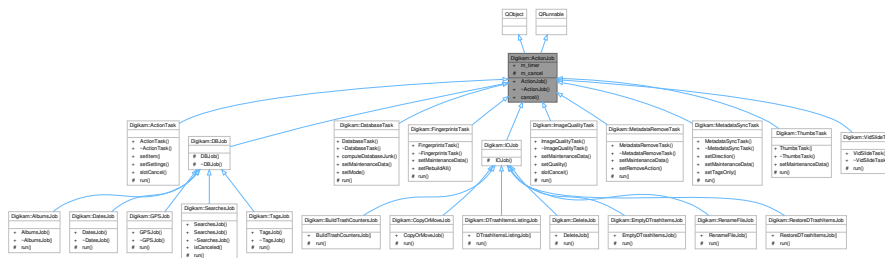 QObject
QRunnable
Digikam::ActionJob
+ m_timer
# m_cancel
+ ActionJob()
+ ~ActionJob()
+ cancel()
Digikam::ActionTask
+ ActionTask()
+ ~ActionTask()
+ setItem()
+ setSettings()
+ slotCancel()
# run()
Digikam::DBJob
# DBJob()
# ~DBJob()
Digikam::DatabaseTask
+ DatabaseTask()
+ ~DatabaseTask()
+ computeDatabaseJunk()
+ setMaintenanceData()
+ setMode()
# run()
Digikam::FingerprintsTask
+ FingerprintsTask()
+ ~FingerprintsTask()
+ setMaintenanceData()
+ setRebuildAll()
# run()
Digikam::IOJob
# IOJob()
Digikam::ImageQualityTask
+ ImageQualityTask()
+ ~ImageQualityTask()
+ setMaintenanceData()
+ setQuality()
+ slotCancel()
# run()
Digikam::MetadataRemoveTask
+ MetadataRemoveTask()
+ ~MetadataRemoveTask()
+ setMaintenanceData()
+ setRemoveAction()
# run()
Digikam::MetadataSyncTask
+ MetadataSyncTask()
+ ~MetadataSyncTask()
+ setDirection()
+ setMaintenanceData()
+ setTagsOnly()
# run()
Digikam::ThumbsTask
+ ThumbsTask()
+ ~ThumbsTask()
+ setMaintenanceData()
# run()
Digikam::VidSlideTask
+ VidSlideTask()
+ ~VidSlideTask()
# run()
Digikam::AlbumsJob
+ AlbumsJob()
+ ~AlbumsJob()
# run()
Digikam::DatesJob
+ DatesJob()
+ ~DatesJob()
# run()
Digikam::GPSJob
+ GPSJob()
+ ~GPSJob()
# run()
Digikam::SearchesJob
+ SearchesJob()
+ SearchesJob()
+ ~SearchesJob()
+ isCanceled()
# run()
# run()
Digikam::TagsJob
+ TagsJob()
+ ~TagsJob()
# run()
Digikam::BuildTrashCountersJob
+ BuildTrashCountersJob()
# run()
Digikam::CopyOrMoveJob
+ CopyOrMoveJob()
# run()
Digikam::DTrashItemsListingJob
+ DTrashItemsListingJob()
# run()
Digikam::DeleteJob
+ DeleteJob()
# run()
Digikam::EmptyDTrashItemsJob
+ EmptyDTrashItemsJob()
# run()
Digikam::RenameFileJob
+ RenameFileJob()
# run()
Digikam::RestoreDTrashItemsJob
+ RestoreDTrashItemsJob()
# run()